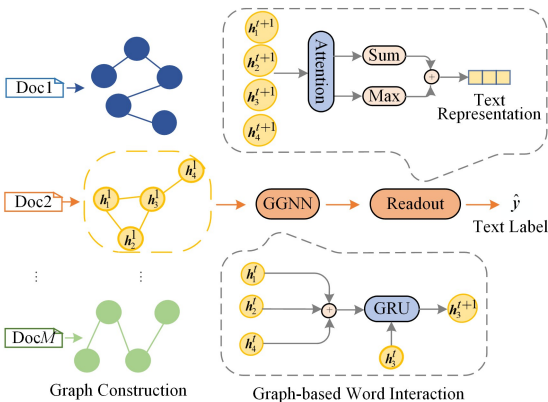 h₁ᵗ⁺¹
h₂ᵗ⁺¹
h₃ᵗ⁺¹
h₄ᵗ⁺¹
Attention
Sum
Max
+
Text
Representation
Doc1
Doc2
h₁¹
h₂¹
h₃¹
h₄¹
GGNN
Readout
ŷ
Text Label
⋮
⋮
h₁ᵗ
h₂ᵗ
h₄ᵗ
+
GRU
h₃ᵗ⁺¹
h₃ᵗ
DocM
Graph Construction
Graph-based Word Interaction